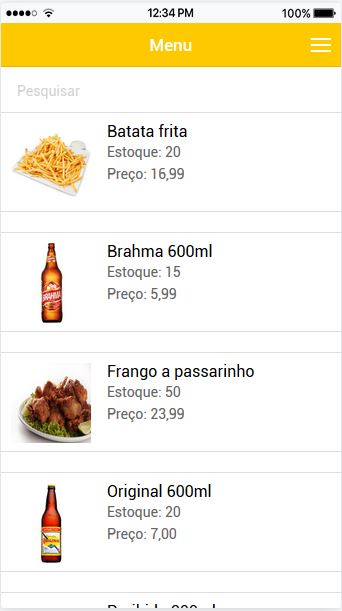 12:34 PM
100%
Menu
Pesquisar
Batata frita
Estoque: 20
Preço: 16,99
BRAHMA
Brahma 600ml
Estoque: 15
Preço: 5,99
Frango a passarinho
Estoque: 50
Preço: 23,99
Original 600ml
Estoque: 20
Preço: 7,00